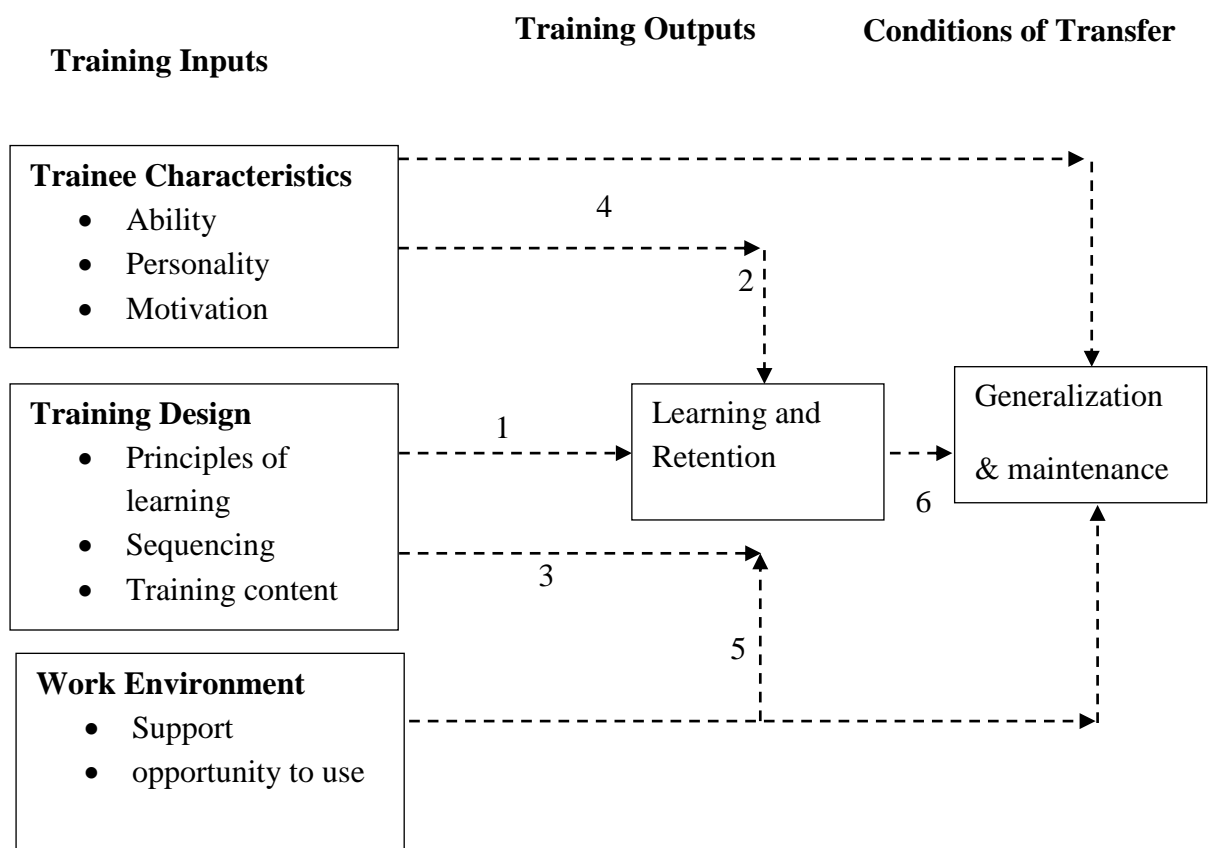 Training Inputs
Training Outputs
Conditions of Transfer
Trainee Characteristics
• Ability
• Personality
• Motivation
4
2
Training Design
• Principles of
learning
• Sequencing
• Training content
1
3
Learning and
Retention
6
Generalization
& maintenance
5
Work Environment
• Support
• opportunity to use